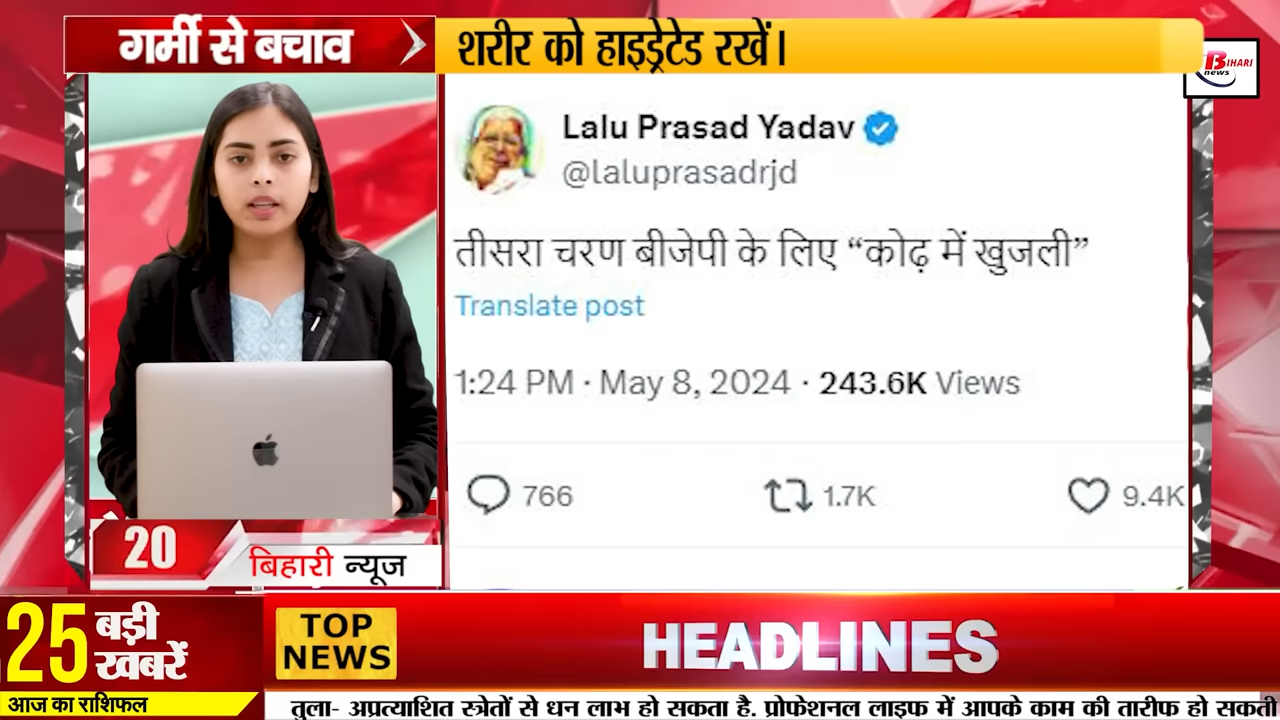 गर्मी से बचाव
शरीर को हाइड्रेटेड रखें।
BIHARI
news
Lalu Prasad Yadav
@laluprasadrjd
तीसरा चरण बीजेपी के लिए “कोढ़ में खुजली”
Translate post
1:24 PM · May 8, 2024 · 243.6K Views
766
1.7K
9.4K
20
बिहारी न्यूज
25 बड़ी
खबरें
TOP
NEWS
HEADLINES
आज का राशिफल
तुला- अप्रत्याशित स्त्रोतों से धन लाभ हो सकता है. प्रोफेशनल लाइफ में आपके काम की तारीफ हो सकती